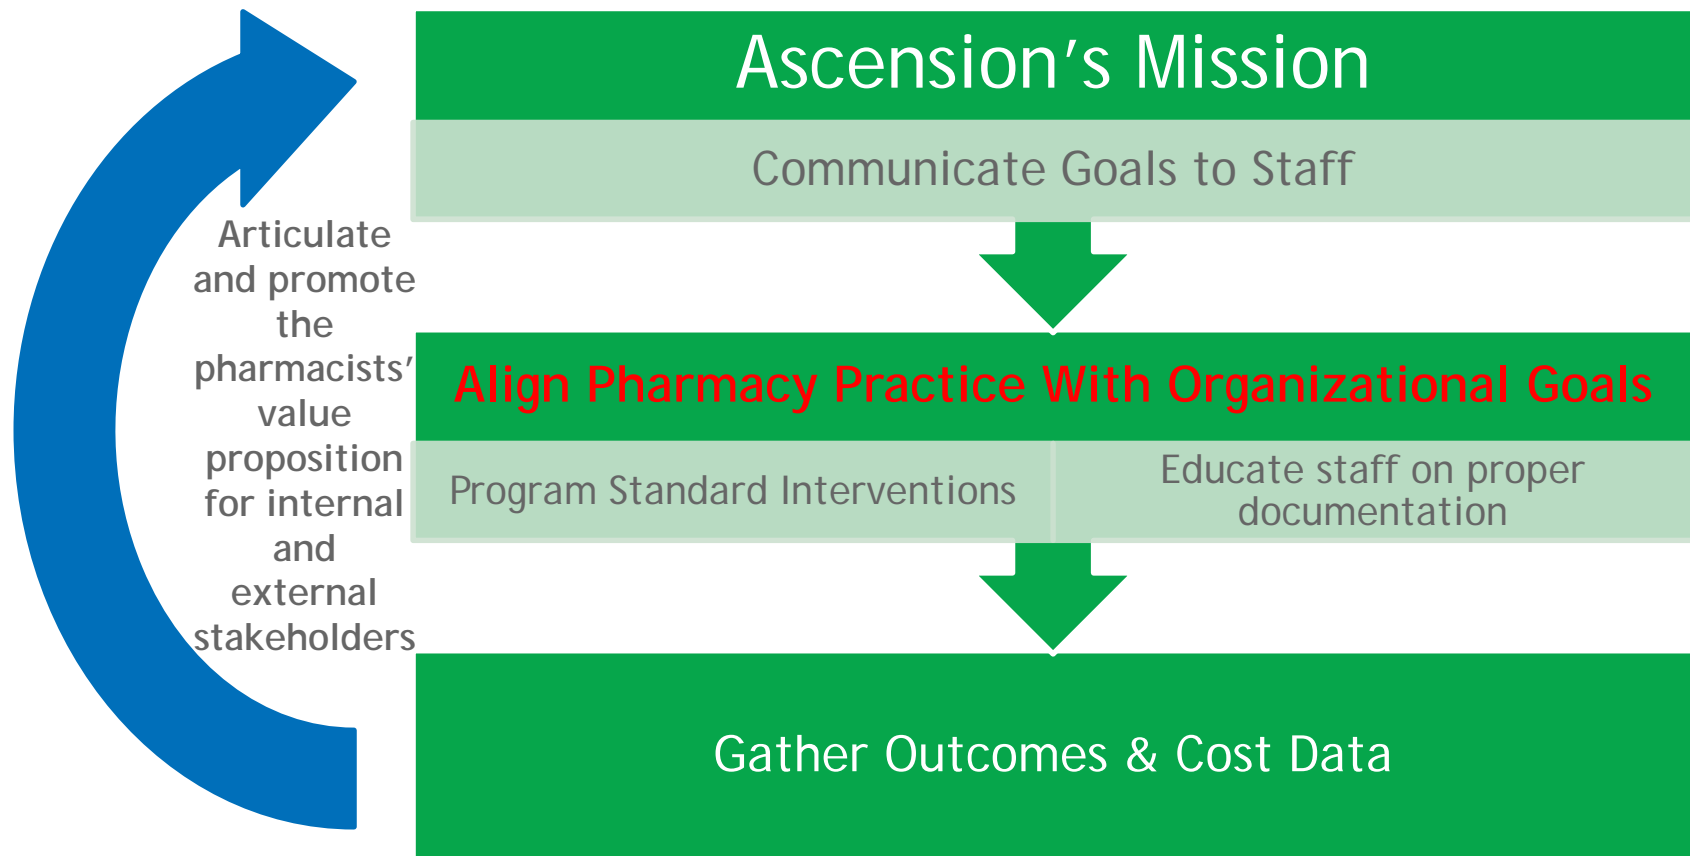 Ascension’s Mission
Communicate Goals to Staff
Articulate
and promote
the
pharmacists’
value
proposition
for internal
and
external
stakeholders
Align Pharmacy Practice With Organizational Goals
Program Standard Interventions
Educate staff on proper
documentation
Gather Outcomes & Cost Data